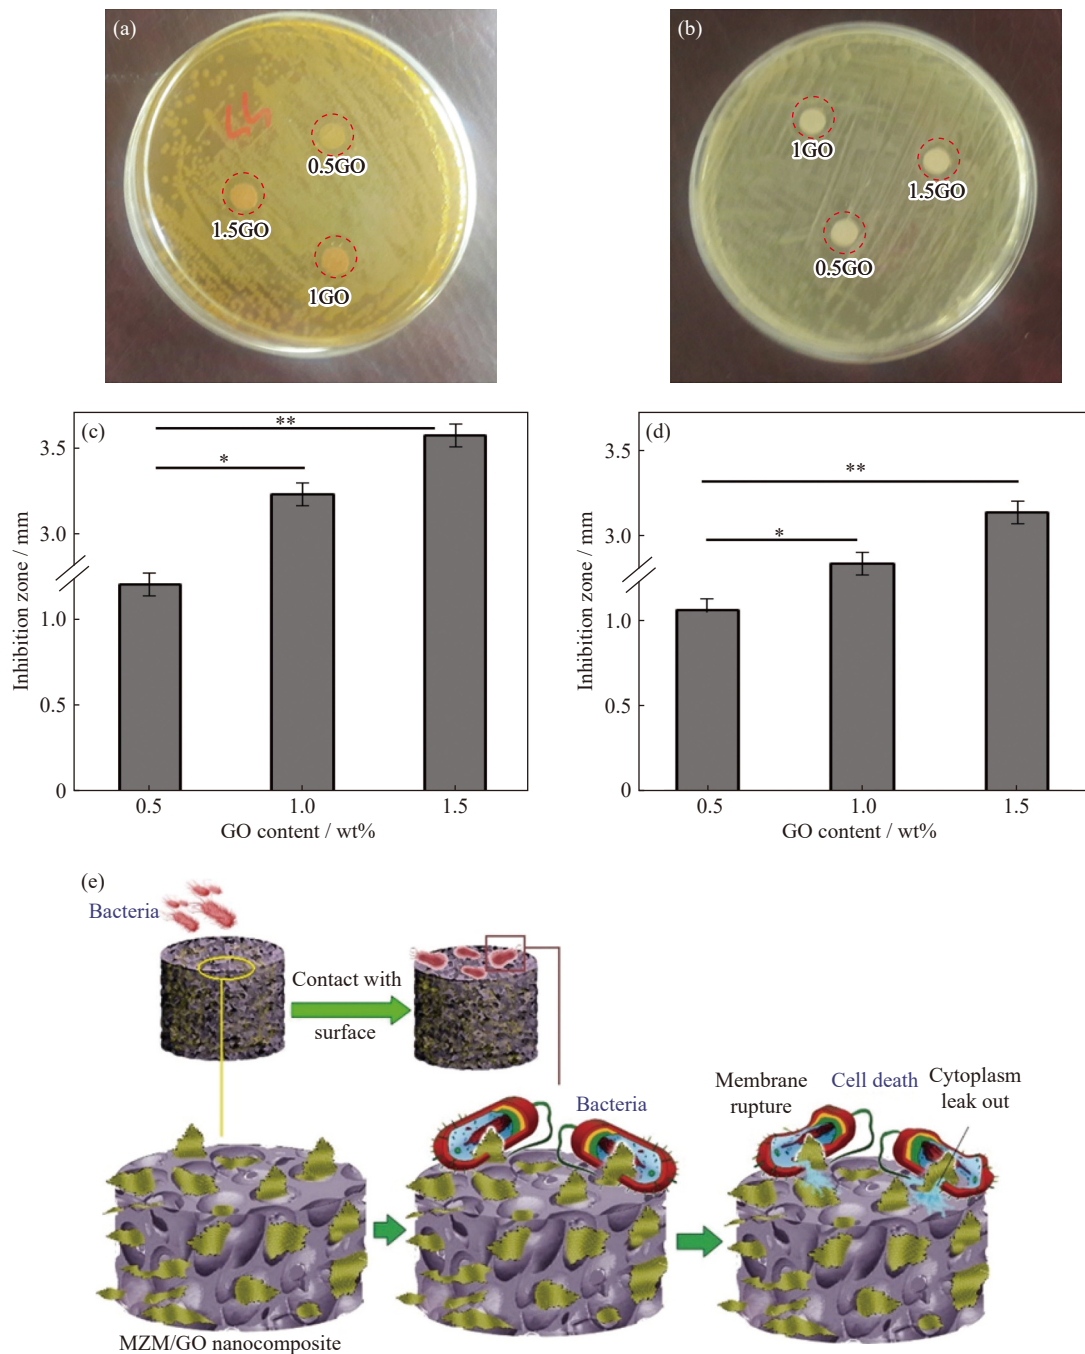 (a)
0.5GO
1.5GO
1GO
(b)
1GO
1.5GO
0.5GO
(c)
**
*
3.5
3.0
1.0
0.5
0
Inhibition zone / mm
0.5
1.0
1.5
GO content / wt%
(d)
**
*
3.5
3.0
1.0
0.5
0
Inhibition zone / mm
0.5
1.0
1.5
GO content / wt%
(e)
Bacteria
Contact with
surface
Bacteria
Membrane
rupture
Cell death
Cytoplasm
leak out
MZM/GO nanocomposite